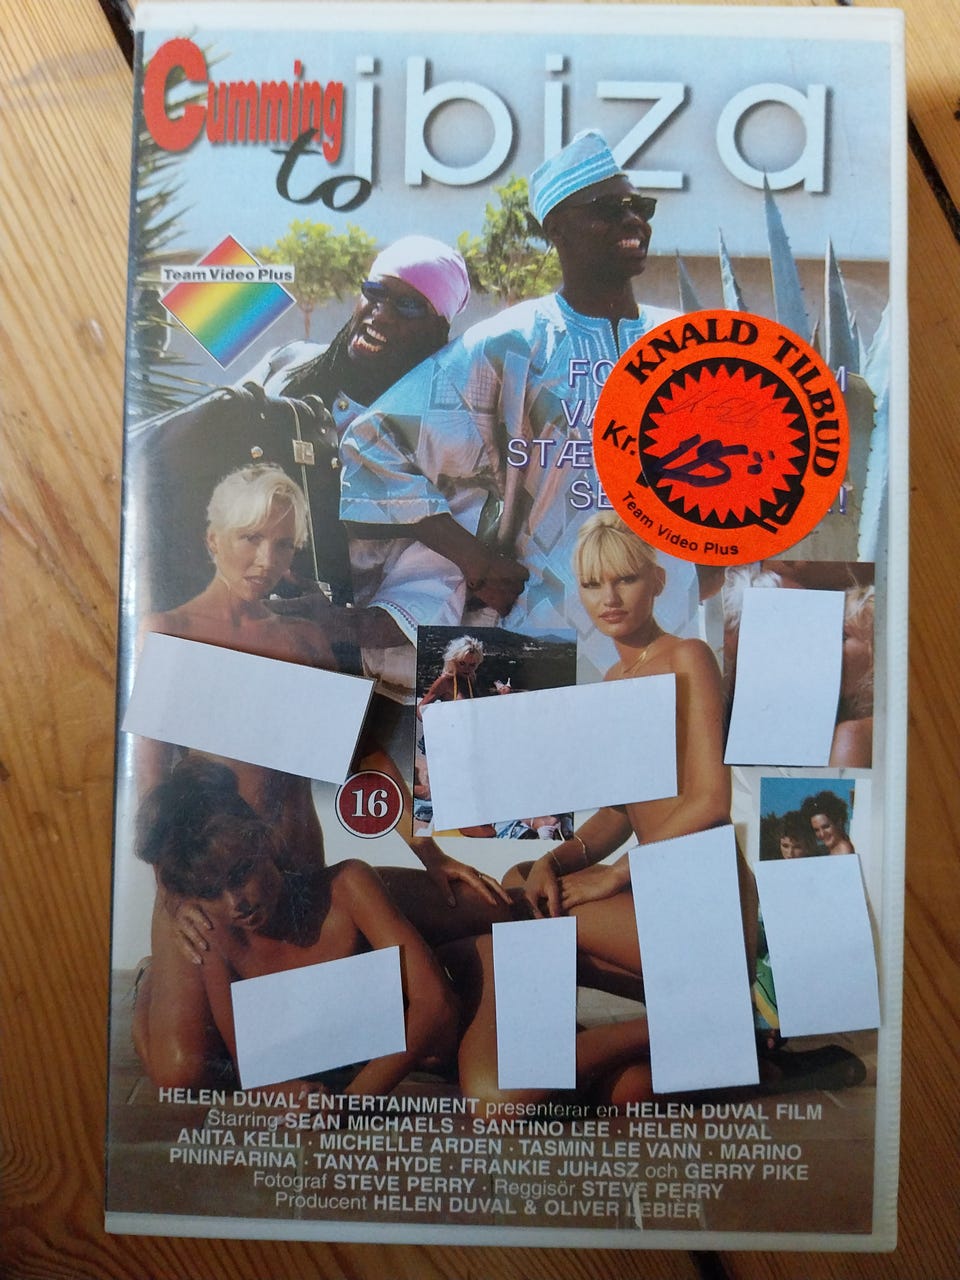 Cumming
to
ibiza
Team Video Plus
KNALD TILBUD
Kr.
Team Video Plus
16
HELEN DUVAL ENTERTAINMENT presenterar en HELEN DUVAL FILM
Starring SEAN MICHAELS · SANTINO LEE · HELEN DUVAL
ANITA KELLI · MICHELLE ARDEN · TASMIN LEE VANN · MARINO
PININFARINA · TANYA HYDE · FRANKIE JUHASZ och GERRY PIKE
Fotograf STEVE PERRY · Reggisör STEVE PERRY
Producent HELEN DUVAL & OLIVER LEBIÈR